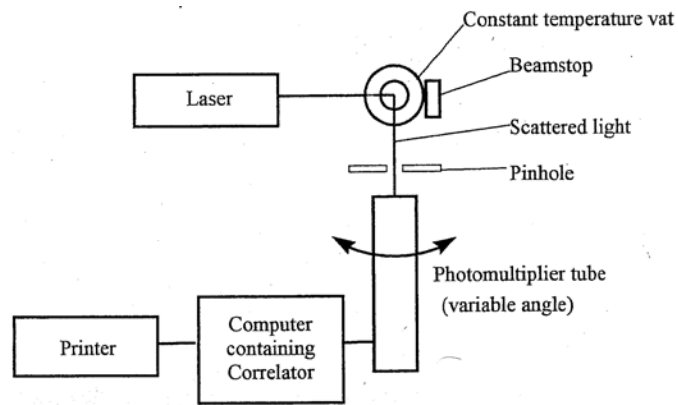 Constant temperature vat
Beamstop
Laser
Scattered light
Pinhole
Photomultiplier tube
(variable angle)
Computer
containing
Correlator
Printer